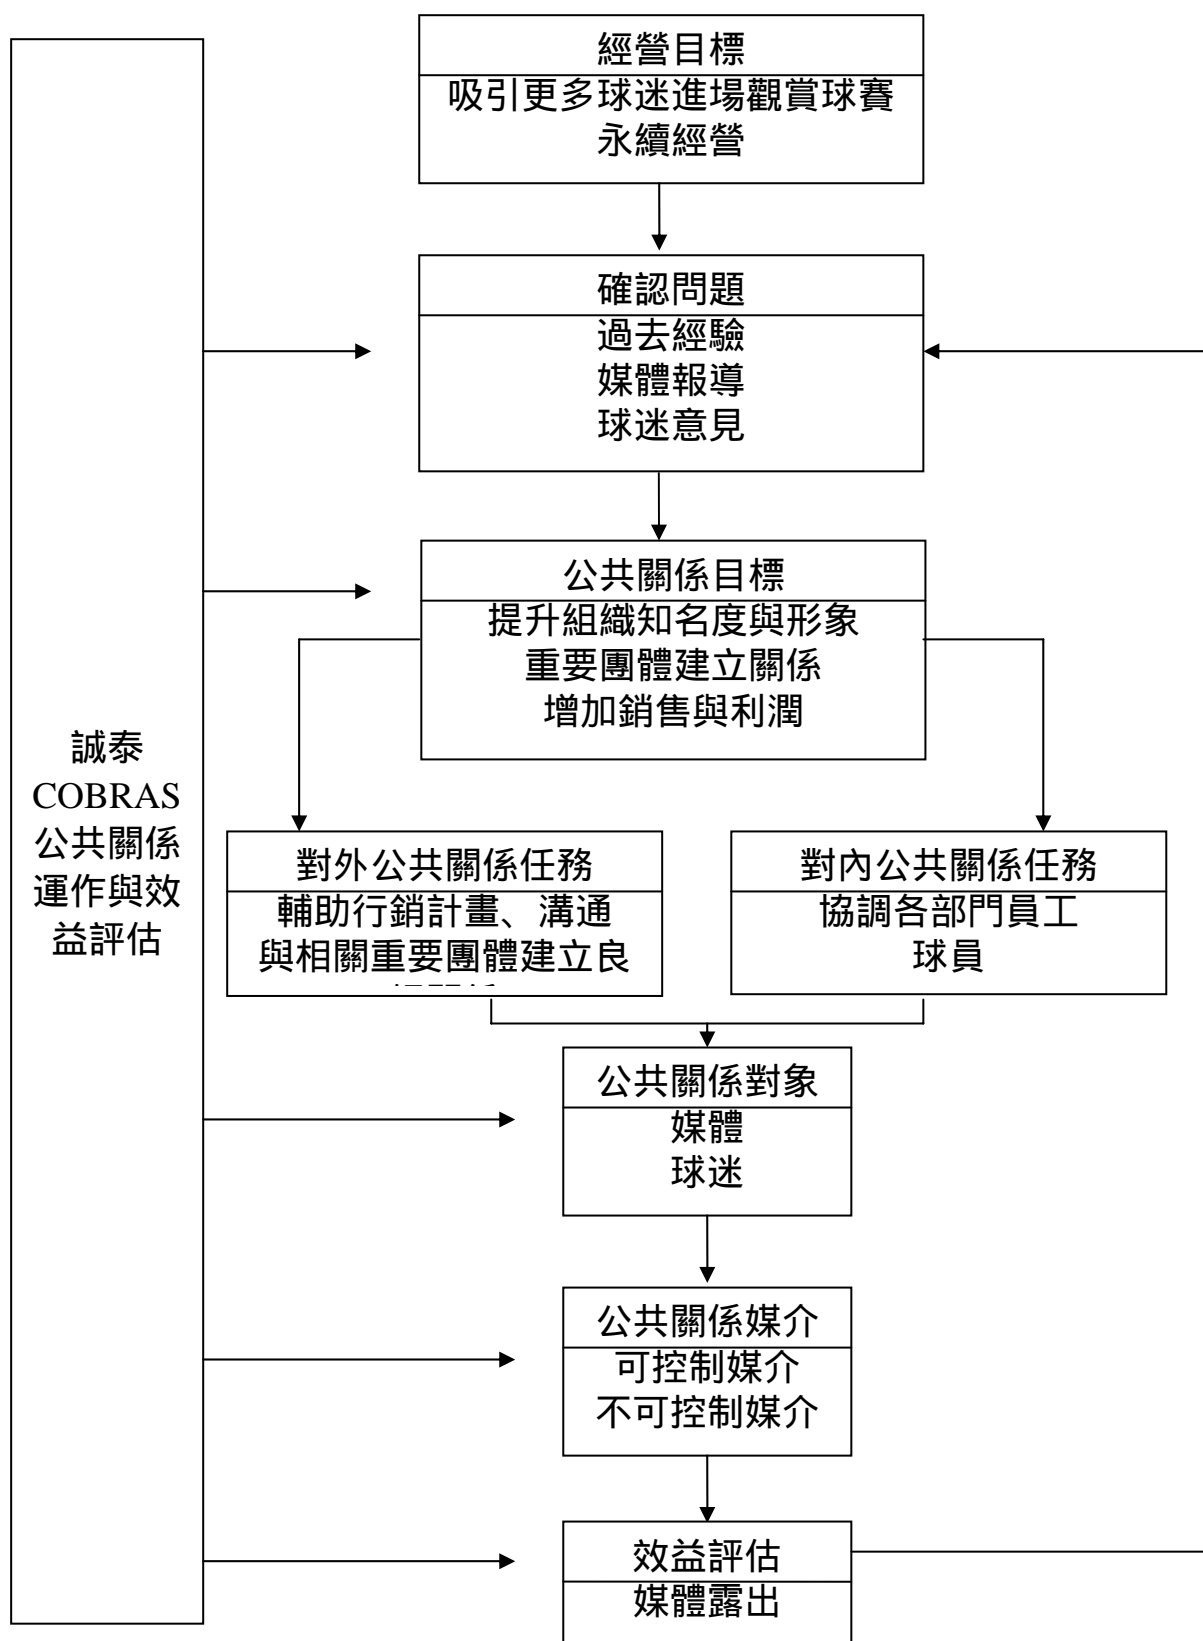 經營目標
吸引更多球迷進場觀賞球賽
永續經營
確認問題
過去經驗
媒體報導
球迷意見
公共關係目標
提升組織知名度與形象
重要團體建立關係
增加銷售與利潤
誠泰
COBRAS
公共關係
運作與效
益評估
對外公共關係任務
輔助行銷計畫、溝通
與相關重要團體建立良
對內公共關係任務
協調各部門員工
球員
公共關係對象
媒體
球迷
公共關係媒介
可控制媒介
不可控制媒介
效益評估
媒體露出